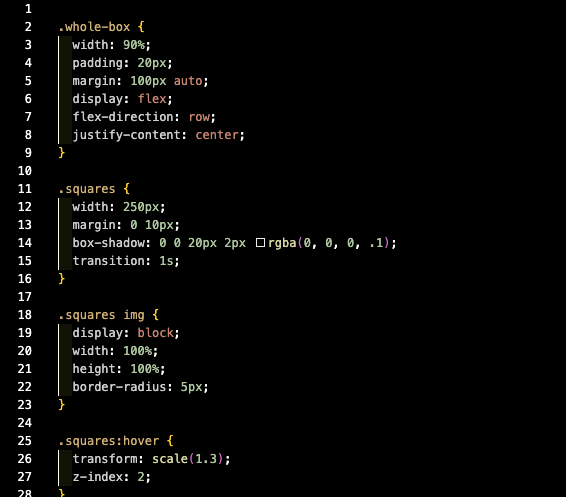 1
2 .whole-box {
3 width: 90%;
4 padding: 20px;
5 margin: 100px auto;
6 display: flex;
7 flex-direction: row;
8 justify-content: center;
9 }
10
11 .squares {
12 width: 250px;
13 margin: 0 10px;
14 box-shadow: 0 0 20px 2px rgba(0, 0, 0, .1);
15 transition: 1s;
16 }
17
18 .squares img {
19 display: block;
20 width: 100%;
21 height: 100%;
22 border-radius: 5px;
23 }
24
25 .squares:hover {
26 transform: scale(1.3);
27 z-index: 2;
28 }